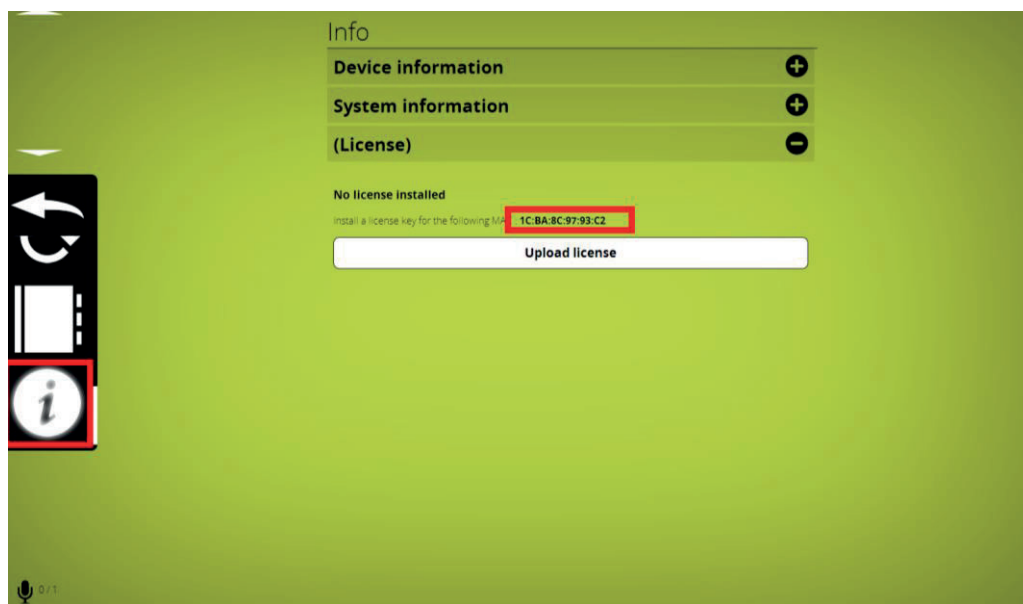 Info
Device information
System information
(License)
No license installed
Install a license key for the following MA 1C:BA:8C:97:93:C2
Upload license
i
0/1